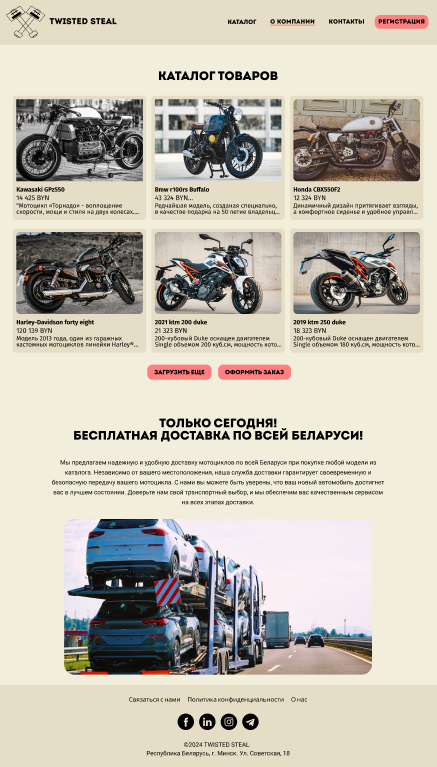 TWISTED STEAL
КАТАЛОГ
О КОМПАНИИ
КОНТАКТЫ
РЕГИСТРАЦИЯ
КАТАЛОГ ТОВАРОВ
Kawasaki GPz550
14 425 BYN
"Мотоцикл «Торнадо» - воплощение
скорости, мощи и стиля на двух колесах....
Bmw r100rs Buffalo
43 324 BYN...
Редчайшая модель, созданая специально,
в качестве подарка на 50 летие владельц...
Honda CBX550F2
12 324 BYN
Динамичный дизайн притягивает взгляды,
а комфортное сиденье и удобное управл...
Harley-Davidson forty eight
120 139 BYN
Модель 2013 года, один из гаражных
кастомных мотоциклов линейки Harley®...
2021 ktm 200 duke
21 323 BYN
200-кубовый Duke оснащен двигателем
Single объемом 200 куб.см, мощность кото...
2019 ktm 250 duke
18 323 BYN
200-кубовый Duke оснащен двигателем
Single объемом 180 куб.см, мощность кото...
ЗАГРУЗИТЬ ЕЩЕ
ОФОРМИТЬ ЗАКАЗ
ТОЛЬКО СЕГОДНЯ!
БЕСПЛАТНАЯ ДОСТАВКА ПО ВСЕЙ БЕЛАРУСИ!
Мы предлагаем надежную и удобную доставку мотоциклов по всей Беларуси при покупке любой модели из
каталога. Независимо от вашего местоположения, наша служба доставки гарантирует своевременную и
безопасную передачу вашего мотоцикла. С нами вы можете быть уверены, что ваш новый автомобиль достигнет
вас в лучшем состоянии. Доверьте нам свой транспортный выбор, и мы обеспечим вас качественным сервисом
на всех этапах доставки.
Связаться с нами
Политика конфиденциальности
О нас
©2024 TWISTED STEAL
Республика Беларусь, г. Минск. Ул. Советская, 18